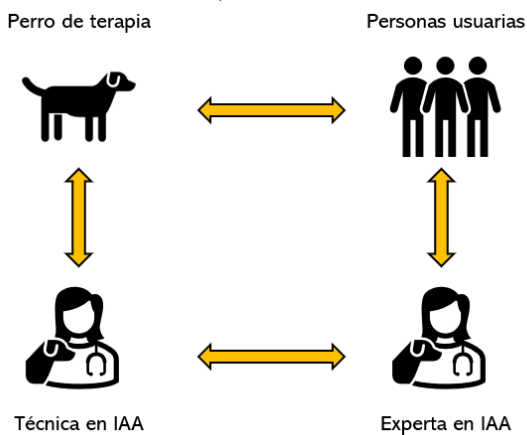 Perro de terapia
Personas usuarias
Técnica en IAA
Experta en IAA